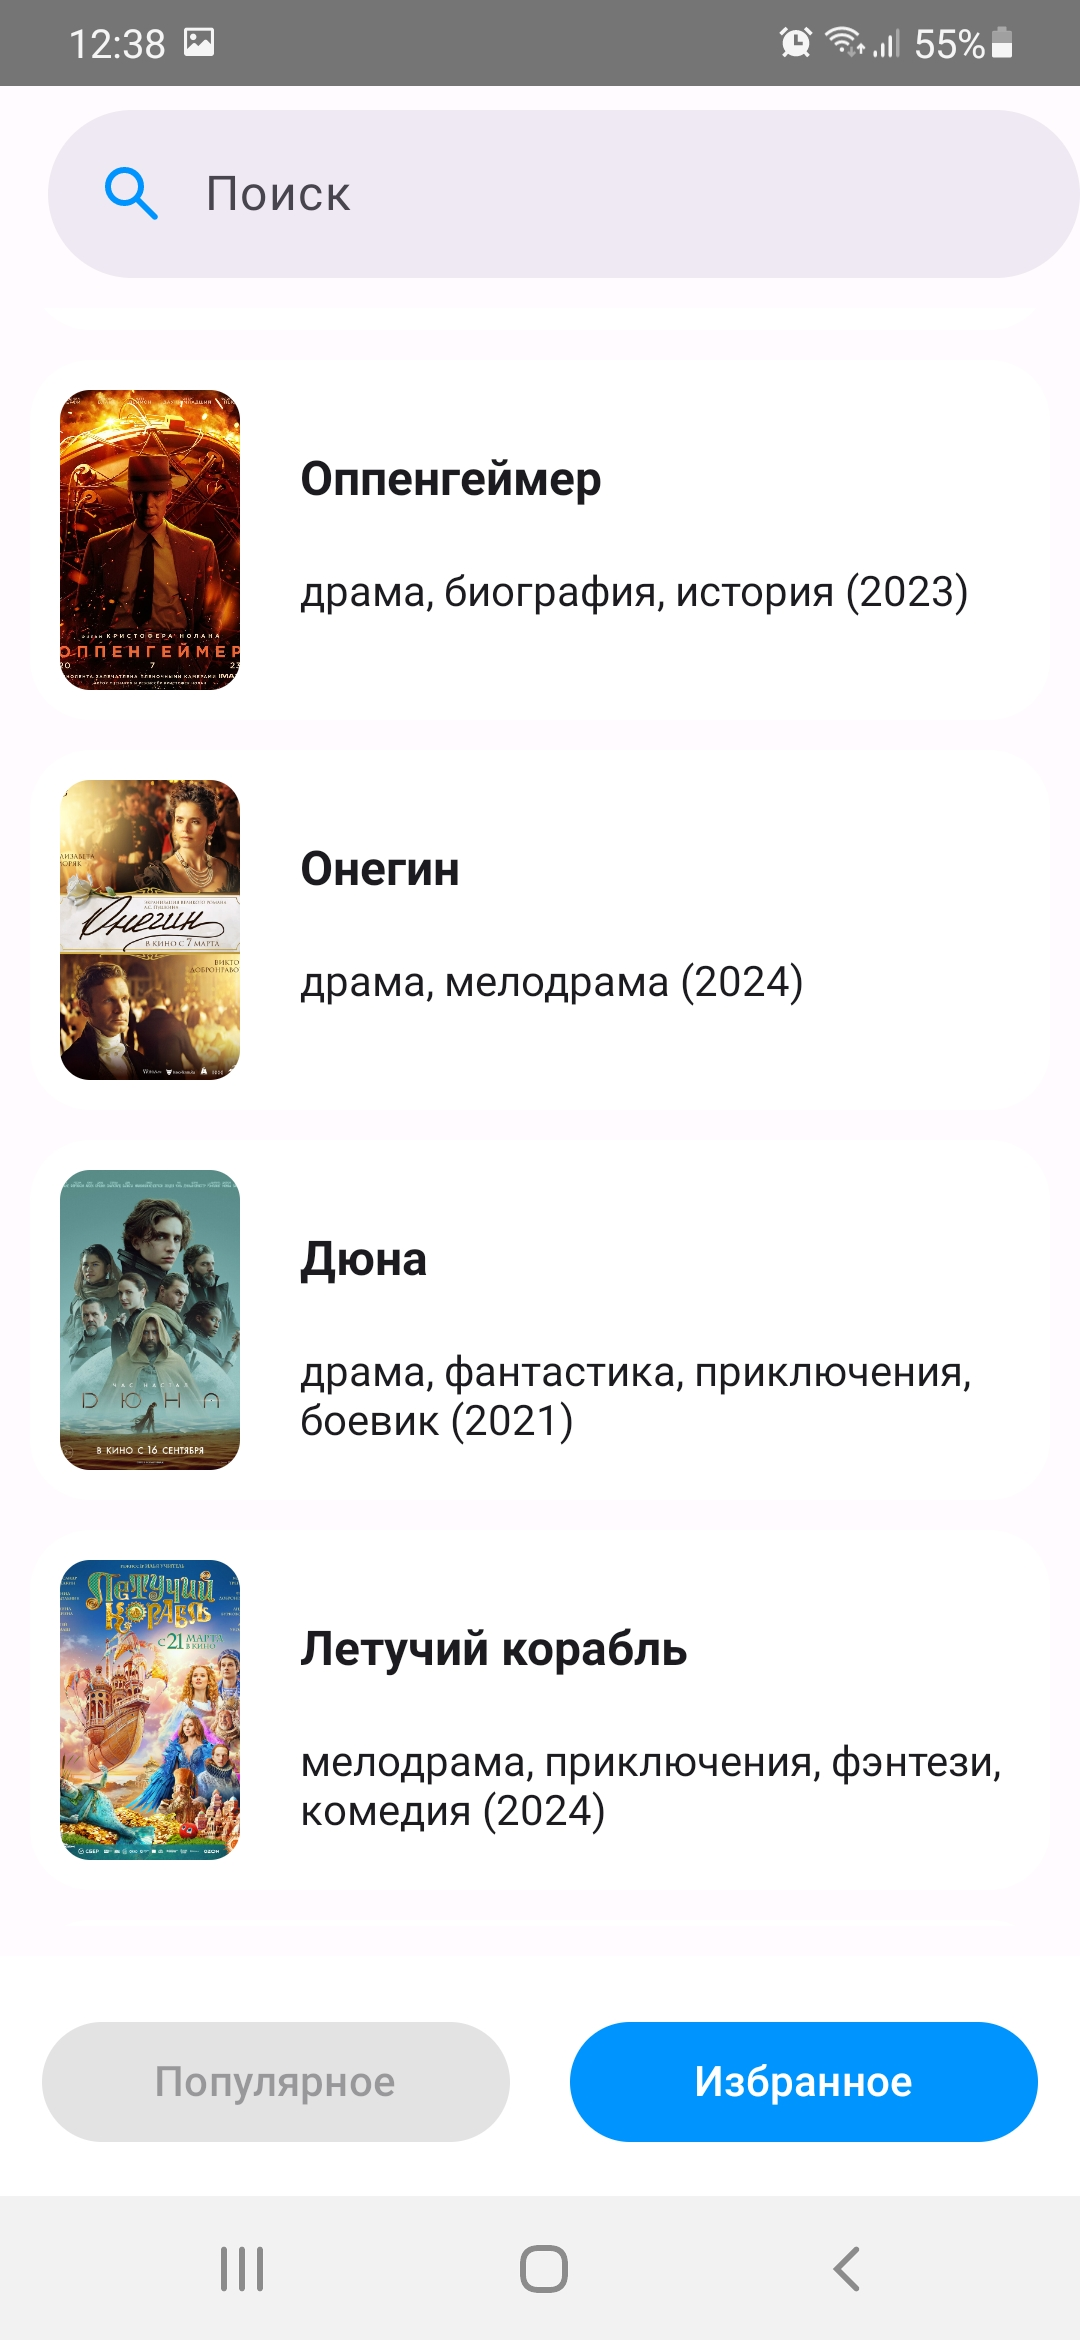 12:38
55%
Поиск
ОППЕНГЕЙМЕР
Оппенгеймер
драма, биография, история (2023)
Онегин
В КИНО С 7 МАРТА
Онегин
драма, мелодрама (2024)
ДЮНА
В КИНО С 16 СЕНТЯБРЯ
Дюна
драма, фантастика, приключения,
боевик (2021)
Летучий
корабль
с 21 МАРТА
В КИНО
Летучий корабль
мелодрама, приключения, фэнтези,
комедия (2024)
Популярное
Избранное